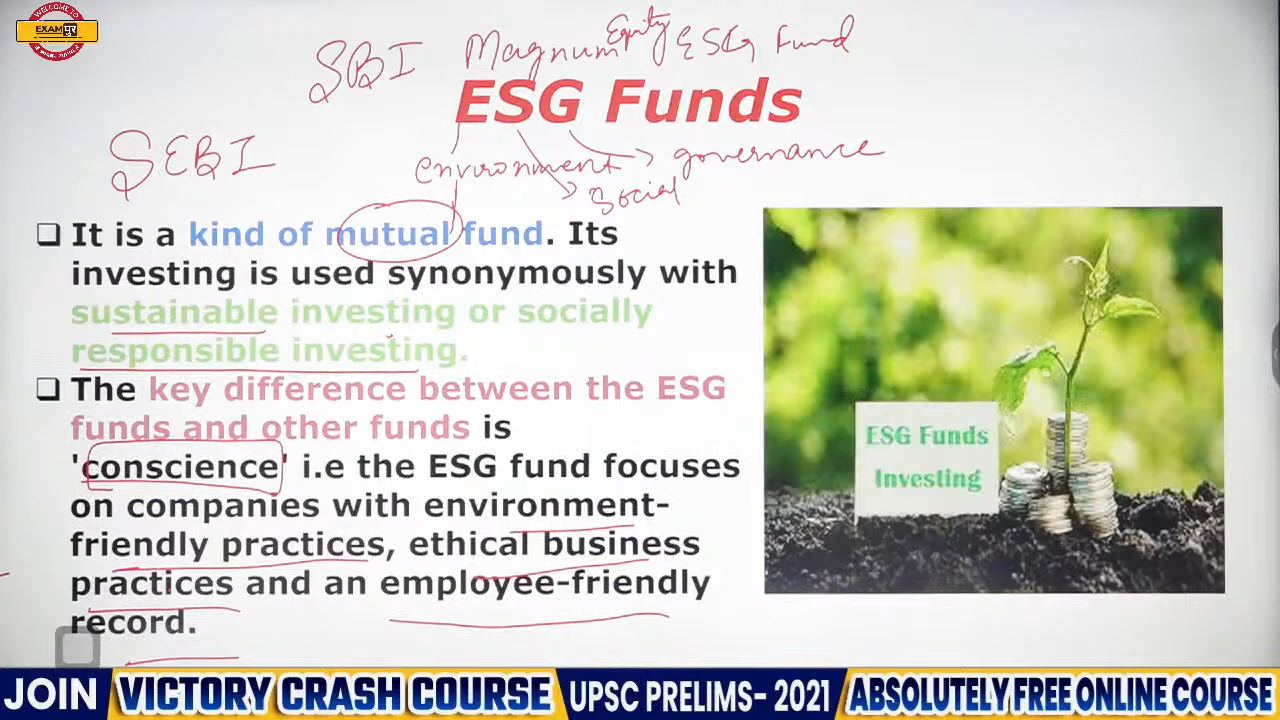 WELCOME TO
EXAM पुर
SBI Magnum Equity ESG Fund
ESG Funds
SEBI
environment
governance
Social
It is a kind of mutual fund. Its
investing is used synonymously with
sustainable investing or socially
responsible investing.
The key difference between the ESG
funds and other funds is
'conscience' i.e the ESG fund focuses
on companies with environment-
friendly practices, ethical business
practices and an employee-friendly
record.
ESG Funds
Investing
JOIN VICTORY CRASH COURSE UPSC PRELIMS- 2021 ABSOLUTELY FREE ONLINE COURSE